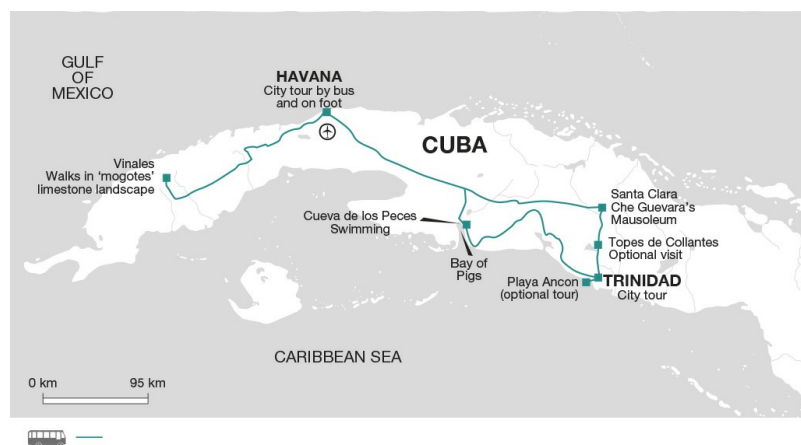 GULF
OF
MEXICO
HAVANA
City tour by bus
and on foot
CUBA
Vinales
Walks in ‘mogotes’
limestone landscape
Santa Clara
Che Guevara’s
Mausoleum
Cueva de los Peces
Swimming
Topes de Collantes
Optional visit
Bay of
Pigs
Playa Ancon
(optional tour)
TRINIDAD
City tour
CARIBBEAN SEA
0 km 95 km